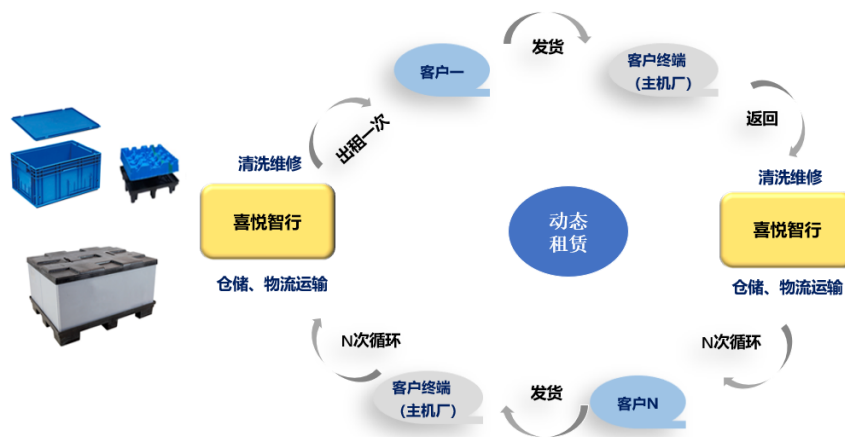 发货
客户一
客户终端
（主机厂）
出租一次
返回
清洗维修
喜悦智行
仓储、物流运输
动态
租赁
清洗维修
喜悦智行
仓储、物流运输
N次循环
N次循环
客户终端
（主机厂）
发货
客户N